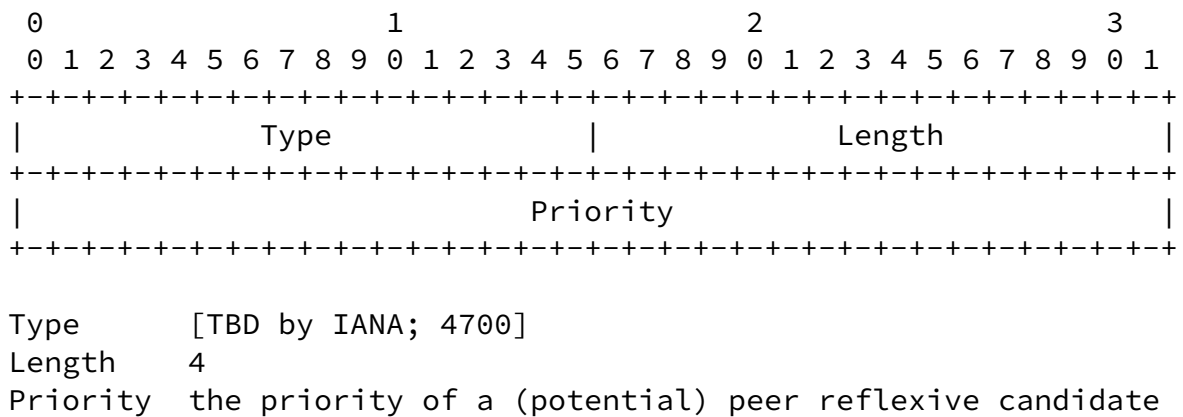 0                   1                   2                   3
 0 1 2 3 4 5 6 7 8 9 0 1 2 3 4 5 6 7 8 9 0 1 2 3 4 5 6 7 8 9 0 1
+-+-+-+-+-+-+-+-+-+-+-+-+-+-+-+-+-+-+-+-+-+-+-+-+-+-+-+-+-+-+-+-+
|             Type              |             Length            |
+-+-+-+-+-+-+-+-+-+-+-+-+-+-+-+-+-+-+-+-+-+-+-+-+-+-+-+-+-+-+-+-+
|                            Priority                           |
+-+-+-+-+-+-+-+-+-+-+-+-+-+-+-+-+-+-+-+-+-+-+-+-+-+-+-+-+-+-+-+-+

Type      [TBD by IANA; 4700]
Length    4
Priority  the priority of a (potential) peer reflexive candidate